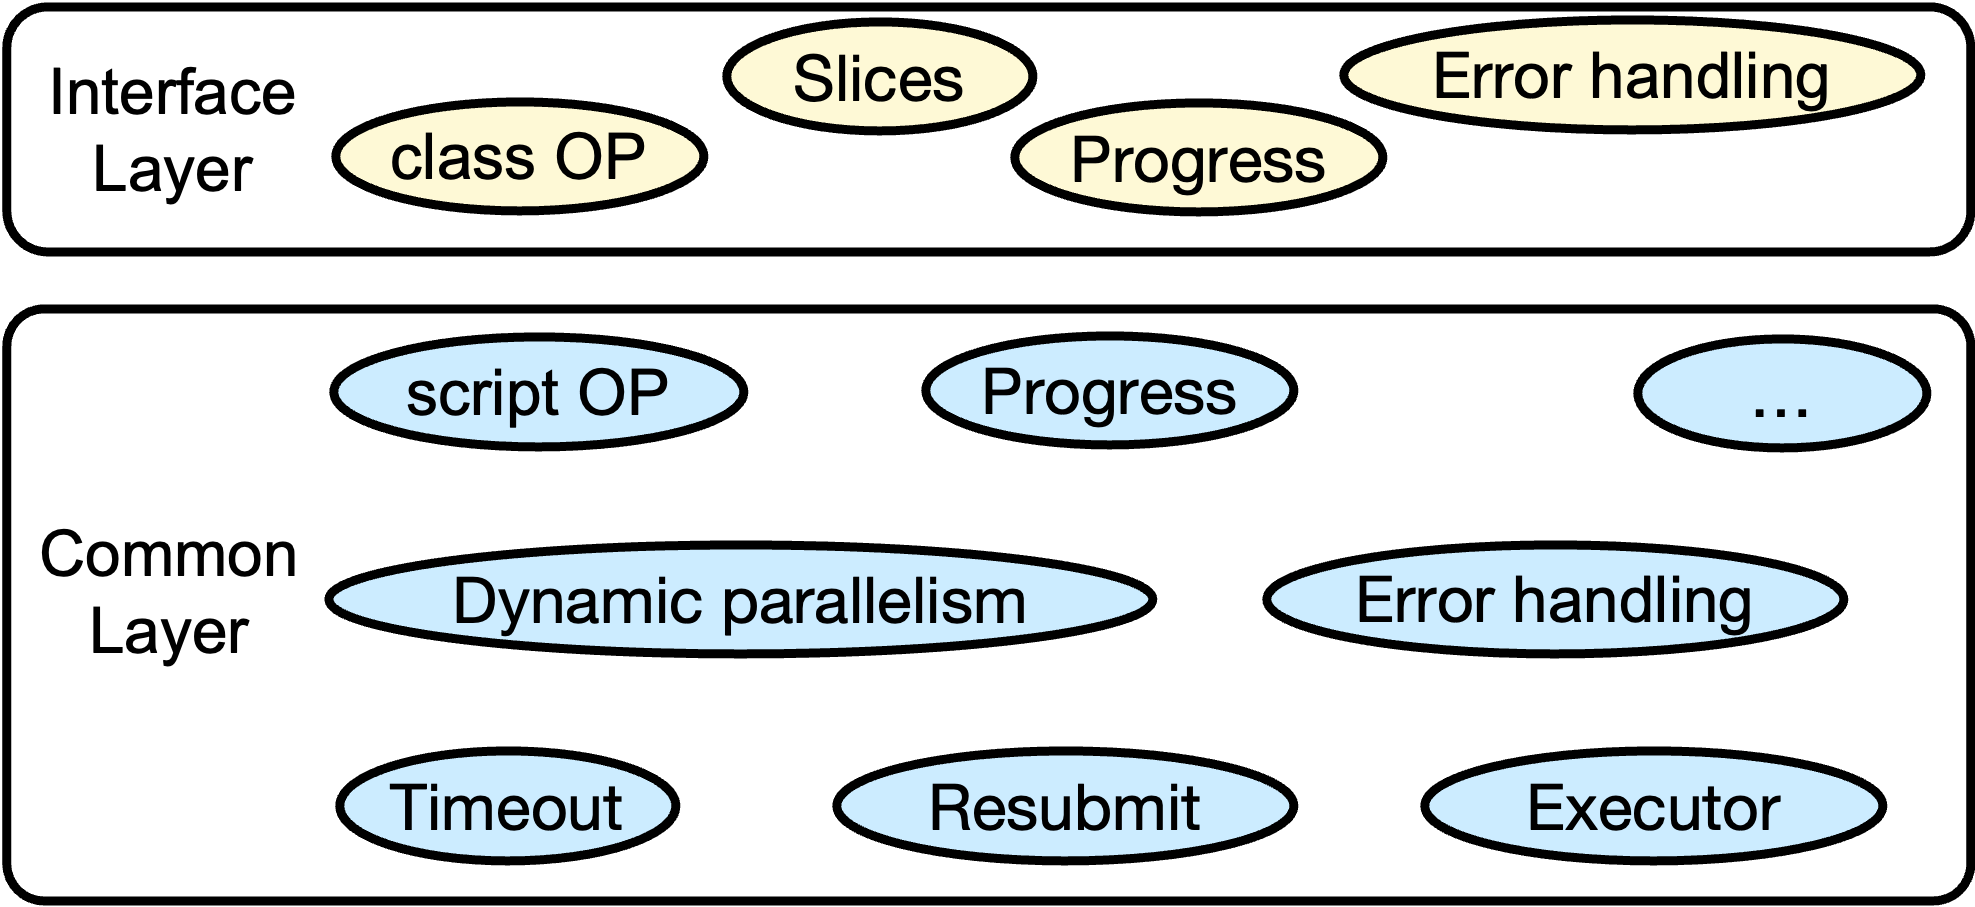 Interface
Layer
class OP
Slices
Progress
Error handling
Common
Layer
script OP
Progress
...
Dynamic parallelism
Error handling
Timeout
Resubmit
Executor